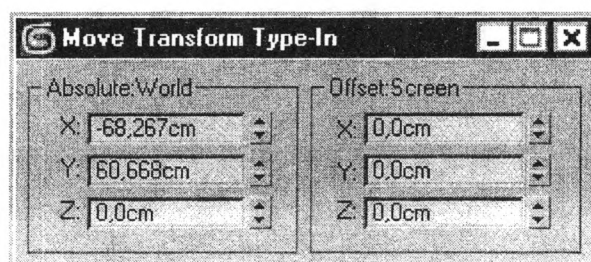 Move Transform Type-In
Absolute:World Offset:Screen
X: -68,267cm X: 0,0cm
Y: 60,668cm Y: 0,0cm
Z: 0,0cm Z: 0,0cm